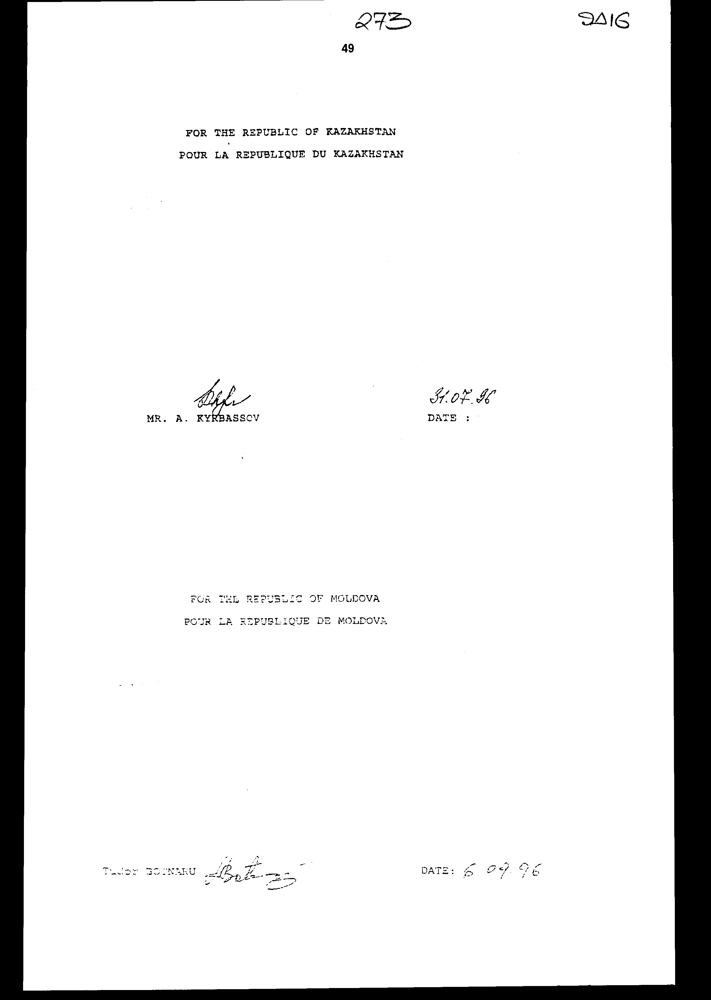 273
49
FOR THE REPUBLIC OF KAZAKHSTAN
POUR LA REPUBLIQUE DU KAZAKHSTAN
31.07.96
MR. A. KYRBASSOV DATE :
FOR THE REPUBLIC OF MOLDOVA
POUR LA REPUBLIQUE DE MOLDOVA
Tudor BOTNARU DATE: 6.09.96